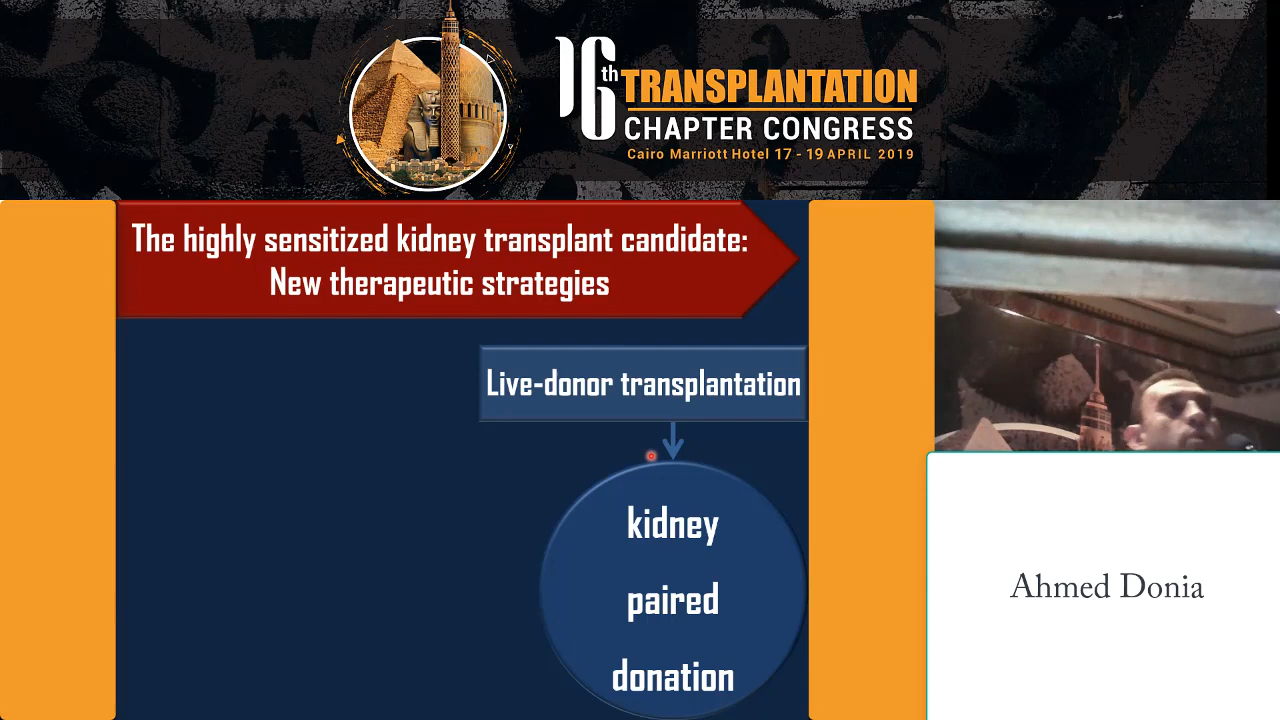 16th TRANSPLANTATION
CHAPTER CONGRESS
Cairo Marriott Hotel 17 - 19 APRIL 2019
The highly sensitized kidney transplant candidate:
New therapeutic strategies
Live-donor transplantation
kidney
paired
donation
Ahmed Donia